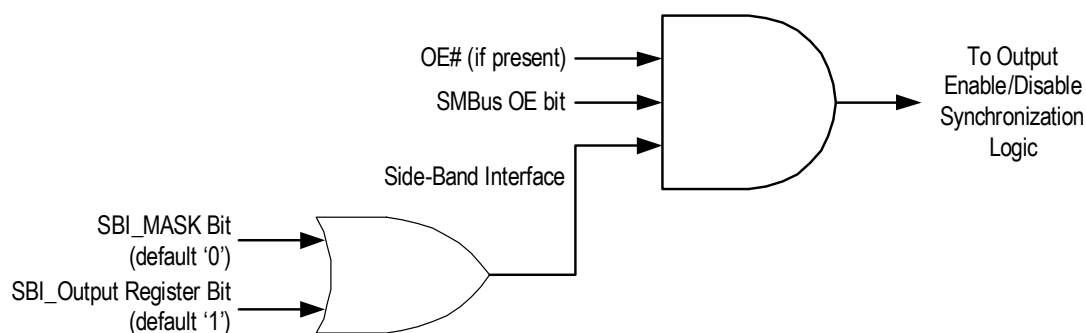 OE# (if present)
SMBus OE bit
Side-Band Interface
SBI_MASK Bit
(default ‘0’)
SBI_Output Register Bit
(default ‘1’)
To Output
Enable/Disable
Synchronization
Logic